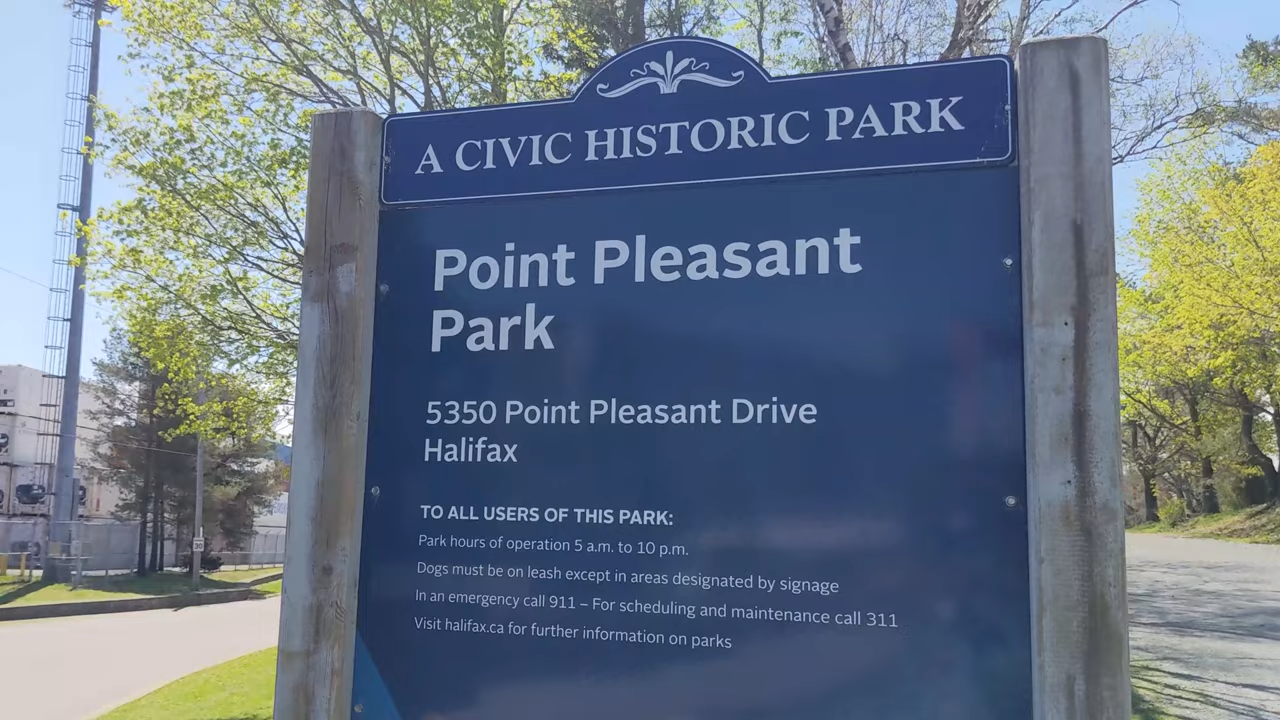 A CIVIC HISTORIC PARK
Point Pleasant
Park
5350 Point Pleasant Drive
Halifax
TO ALL USERS OF THIS PARK:
Park hours of operation 5 a.m. to 10 p.m.
Dogs must be on leash except in areas designated by signage
In an emergency call 911 – For scheduling and maintenance call 311
Visit halifax.ca for further information on parks
30